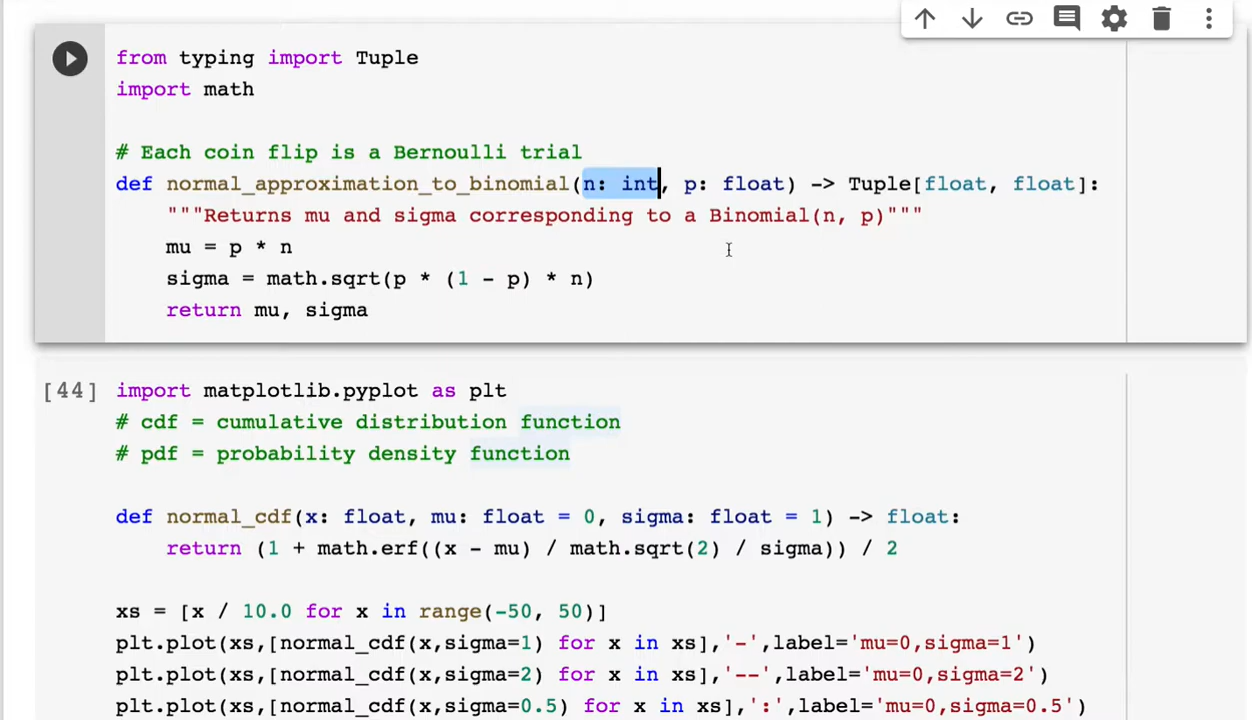 from typing import Tuple
import math
# Each coin flip is a Bernoulli trial
def normal_approximation_to_binomial(n: int, p: float) -> Tuple[float, float]:
    """Returns mu and sigma corresponding to a Binomial(n, p)"""
    mu = p * n
    sigma = math.sqrt(p * (1 - p) * n)
    return mu, sigma
[44] import matplotlib.pyplot as plt
# cdf = cumulative distribution function
# pdf = probability density function
def normal_cdf(x: float, mu: float = 0, sigma: float = 1) -> float:
    return (1 + math.erf((x - mu) / math.sqrt(2) / sigma)) / 2
xs = [x / 10.0 for x in range(-50, 50)]
plt.plot(xs,[normal_cdf(x,sigma=1) for x in xs],'-',label='mu=0,sigma=1')
plt.plot(xs,[normal_cdf(x,sigma=2) for x in xs],'--',label='mu=0,sigma=2')
plt.plot(xs,[normal_cdf(x,sigma=0.5) for x in xs],':',label='mu=0,sigma=0.5')